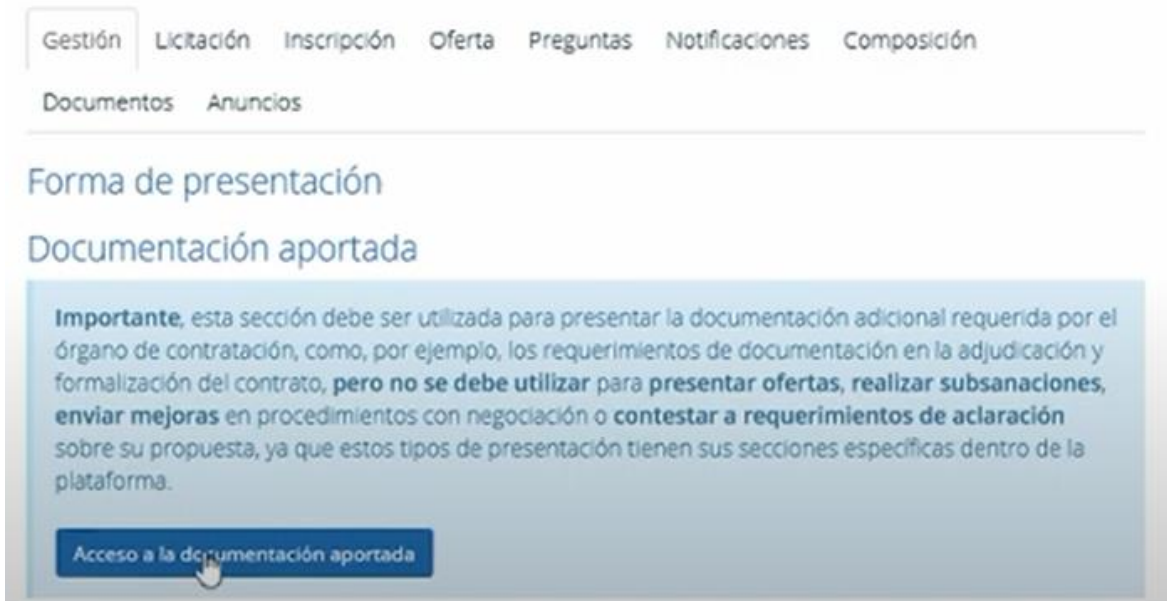 Gestión Licitación Inscripción Oferta Preguntas Notificaciones Composición
Documentos Anuncios
Forma de presentación
Documentación aportada
Importante, esta sección debe ser utilizada para presentar la documentación adicional requerida por el
órgano de contratación, como, por ejemplo, los requerimientos de documentación en la adjudicación y
formalización del contrato, pero no se debe utilizar para presentar ofertas, realizar subsanaciones,
enviar mejoras en procedimientos con negociación o contestar a requerimientos de aclaración
sobre su propuesta, ya que estos tipos de presentación tienen sus secciones específicas dentro de la
plataforma.
Acceso a la documentación aportada